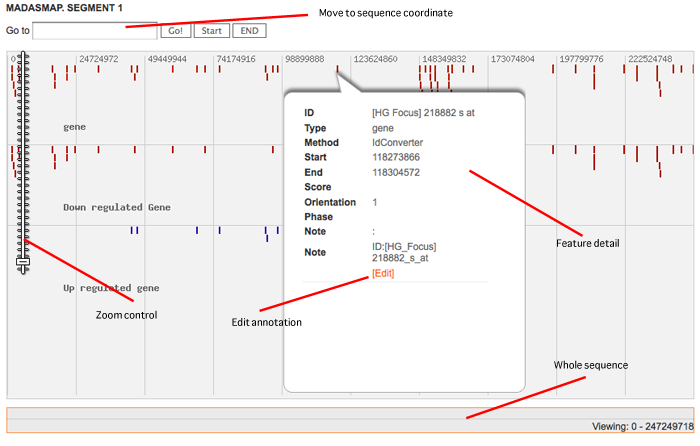 MADASMAP. SEGMENT 1
Move to sequence coordinate
Go to Go! Start END
0 24724972 49449944 74174916 98899888 123624860 148349832 173074804 197799776 222524748
gene
Down regulated Gene
Up regulated gene
ID [HG Focus] 218882 s at
Type gene
Method IdConverter
Start 118273866
End 118304572
Score
Orientation 1
Phase
Note :
Note ID:[HG_Focus]
218882_s_at
[Edit]
Feature detail
Zoom control
Edit annotation
Whole sequence
Viewing: 0 - 247249718